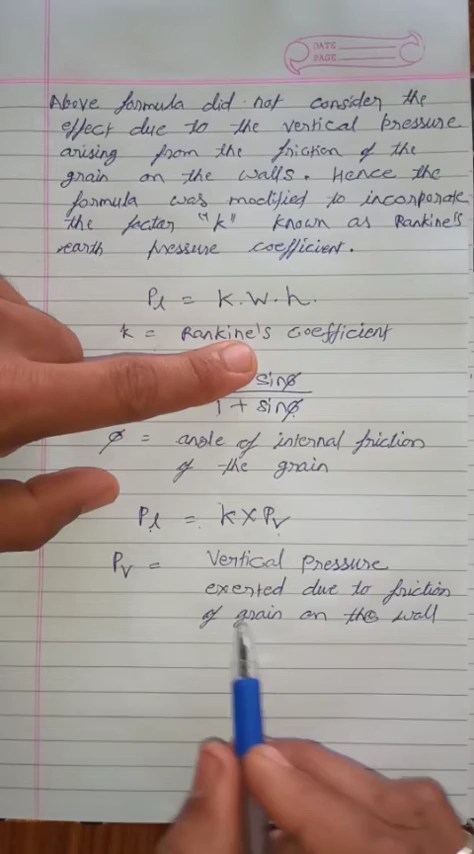 DATE
PAGE
Above formula did not consider the
effect due to the vertical pressure
arising from the friction of the
grain on the walls. Hence the
formula was modified to incorporate
the factor "k" known as Rankine's
earth pressure coefficient.
Pl = k.w.h.
k = Rankine's Coefficient
sinφ
1 + sinφ
φ = angle of internal friction
of the grain
Pl = k × Pv
Pv = Vertical Pressure
exerted due to friction
of grain on the wall